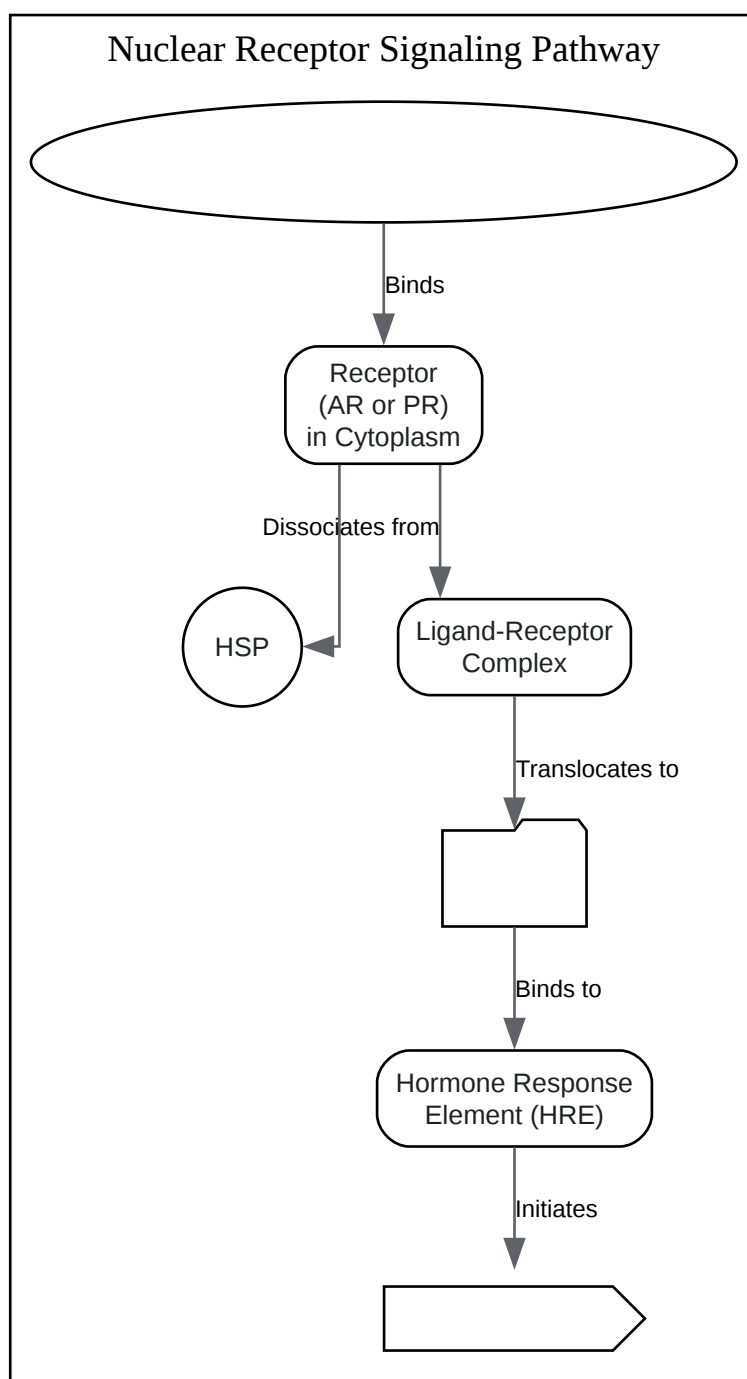 Nuclear Receptor Signaling Pathway
Binds
Receptor
(AR or PR)
in Cytoplasm
Dissociates from
HSP
Ligand-Receptor
Complex
Translocates to
Binds to
Hormone Response
Element (HRE)
Initiates